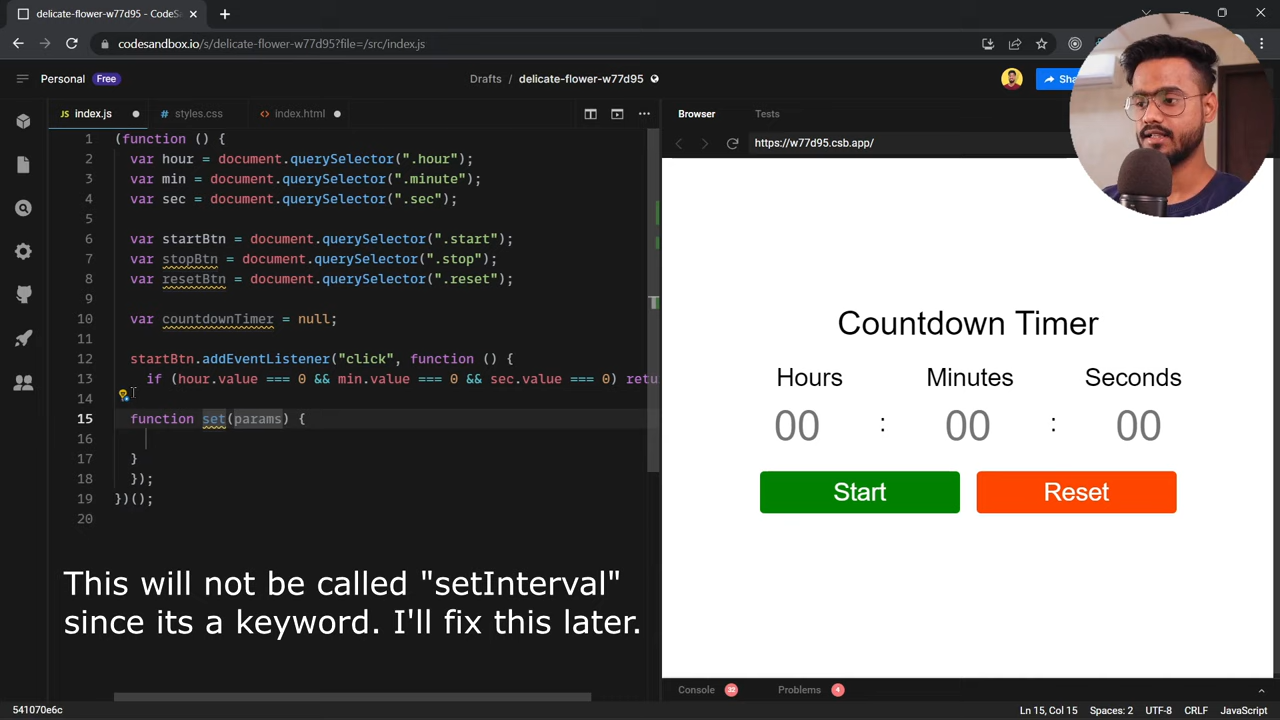 delicate-flower-w77d95 - CodeSa
codesandbox.io/s/delicate-flower-w77d95?file=/src/index.js
Personal Free
Drafts / delicate-flower-w77d95
Sha
JS index.js
# styles.css
<> index.html
Browser
Tests
https://w77d95.csb.app/
1 (function () {
2 var hour = document.querySelector(".hour");
3 var min = document.querySelector(".minute");
4 var sec = document.querySelector(".sec");
5
6 var startBtn = document.querySelector(".start");
7 var stopBtn = document.querySelector(".stop");
8 var resetBtn = document.querySelector(".reset");
9
10 var countdownTimer = null;
11
12 startBtn.addEventListener("click", function () {
13 if (hour.value === 0 && min.value === 0 && sec.value === 0) retu
14
15 function set(params) {
16
17 }
18 });
19 })();
20
This will not be called "setInterval"
since its a keyword. I'll fix this later.
Countdown Timer
Hours Minutes Seconds
00 : 00 : 00
Start Reset
Console 32 Problems 4
541070e6c
Ln 15, Col 15 Spaces: 2 UTF-8 CRLF JavaScript